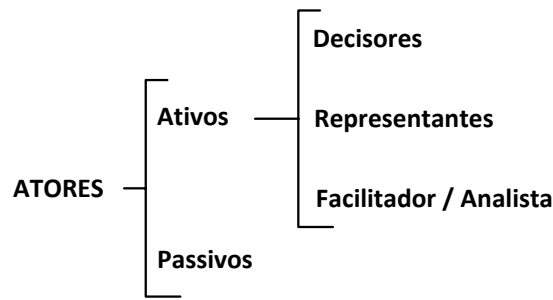 Decisores
Ativos
Representantes
ATORES
Facilitador / Analista
Passivos